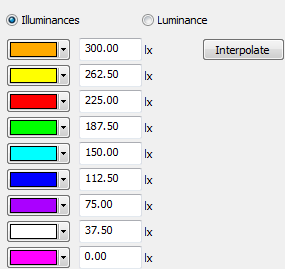 Illuminances Luminance
300.00 lx Interpolate
262.50 lx
225.00 lx
187.50 lx
150.00 lx
112.50 lx
75.00 lx
37.50 lx
0.00 lx